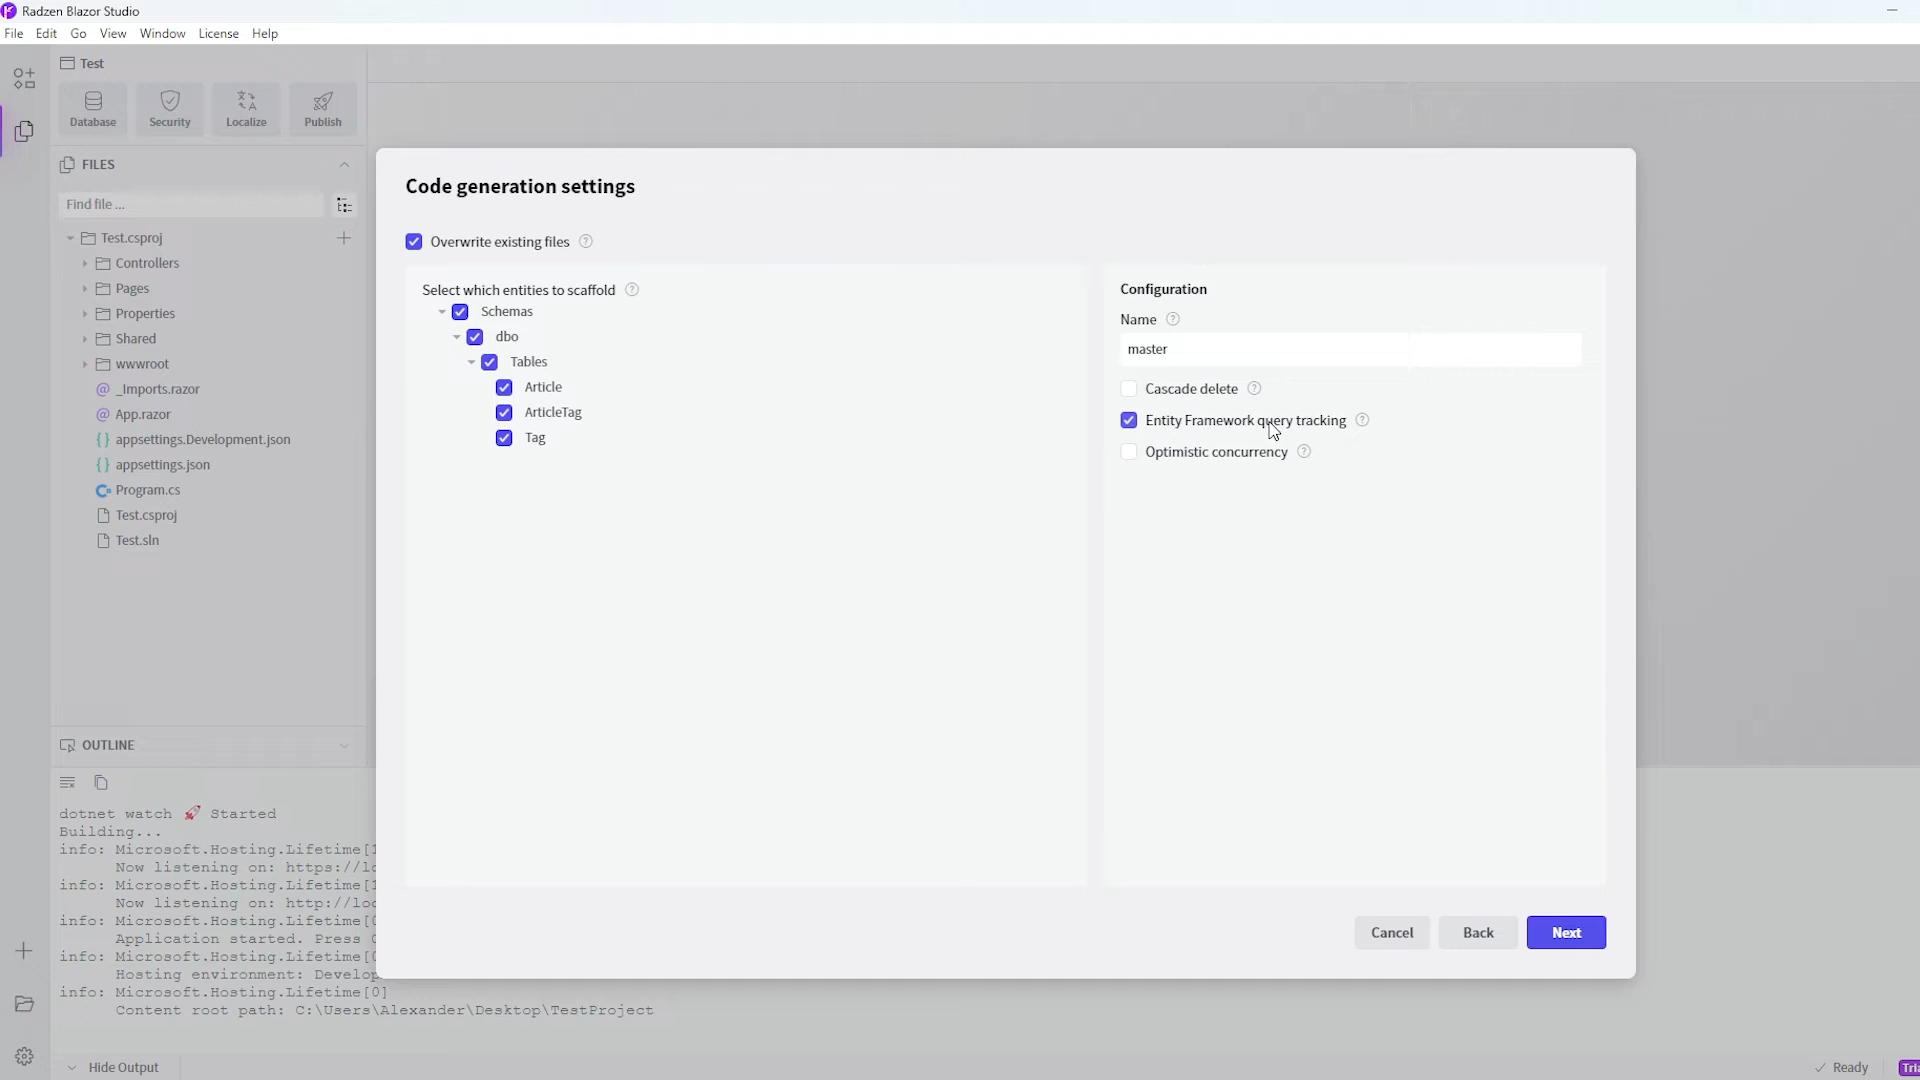 Radzen Blazor Studio
File Edit Go View Window License Help
Test
Database Security Localize Publish
FILES
Find file ...
Test.csproj
Controllers
Pages
Properties
Shared
wwwroot
_Imports.razor
App.razor
appsettings.Development.json
appsettings.json
Program.cs
Test.csproj
Test.sln
OUTLINE
dotnet watch 🚀 Started
Building...
info: Microsoft.Hosting.Lifetime[1
Now listening on: https://lo
info: Microsoft.Hosting.Lifetime[1
Now listening on: http://loc
info: Microsoft.Hosting.Lifetime[0
Application started. Press C
info: Microsoft.Hosting.Lifetime[0
Hosting environment: Develop
info: Microsoft.Hosting.Lifetime[0]
Content root path: C:\Users\Alexander\Desktop\TestProject
Hide Output
Ready
Code generation settings
Overwrite existing files
Select which entities to scaffold
Schemas
dbo
Tables
Article
ArticleTag
Tag
Configuration
Name
master
Cascade delete
Entity Framework query tracking
Optimistic concurrency
Cancel Back Next